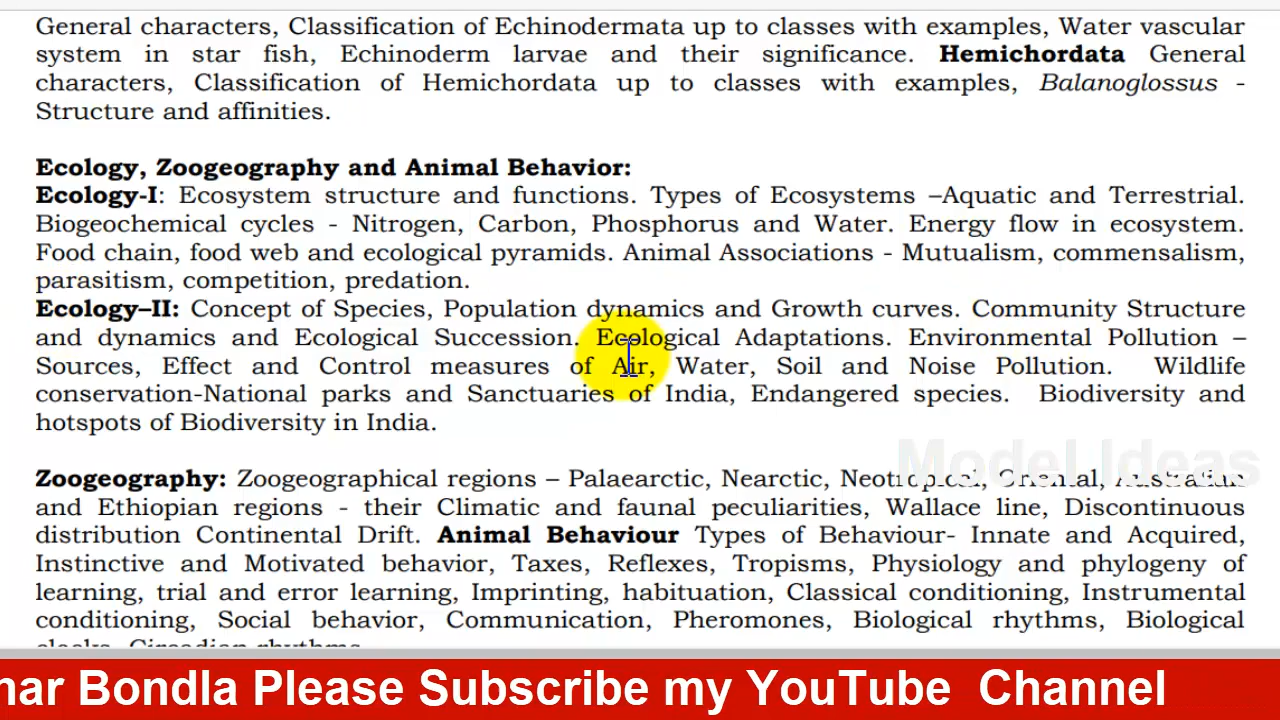 General characters, Classification of Echinodermata up to classes with examples, Water vascular
system in star fish, Echinoderm larvae and their significance. Hemichordata General
characters, Classification of Hemichordata up to classes with examples, Balanoglossus -
Structure and affinities.
Ecology, Zoogeography and Animal Behavior:
Ecology-I: Ecosystem structure and functions. Types of Ecosystems –Aquatic and Terrestrial.
Biogeochemical cycles - Nitrogen, Carbon, Phosphorus and Water. Energy flow in ecosystem.
Food chain, food web and ecological pyramids. Animal Associations - Mutualism, commensalism,
parasitism, competition, predation.
Ecology–II: Concept of Species, Population dynamics and Growth curves. Community Structure
and dynamics and Ecological Succession. Ecological Adaptations. Environmental Pollution –
Sources, Effect and Control measures of Air, Water, Soil and Noise Pollution. Wildlife
conservation-National parks and Sanctuaries of India, Endangered species. Biodiversity and
hotspots of Biodiversity in India.
Model Ideas
Zoogeography: Zoogeographical regions – Palaearctic, Nearctic, Neotropical, Oriental, Australian
and Ethiopian regions - their Climatic and faunal peculiarities, Wallace line, Discontinuous
distribution Continental Drift. Animal Behaviour Types of Behaviour- Innate and Acquired,
Instinctive and Motivated behavior, Taxes, Reflexes, Tropisms, Physiology and phylogeny of
learning, trial and error learning, Imprinting, habituation, Classical conditioning, Instrumental
conditioning, Social behavior, Communication, Pheromones, Biological rhythms, Biological
clocks, Circadian rhythms
Bondla Please Subscribe my YouTube Channel